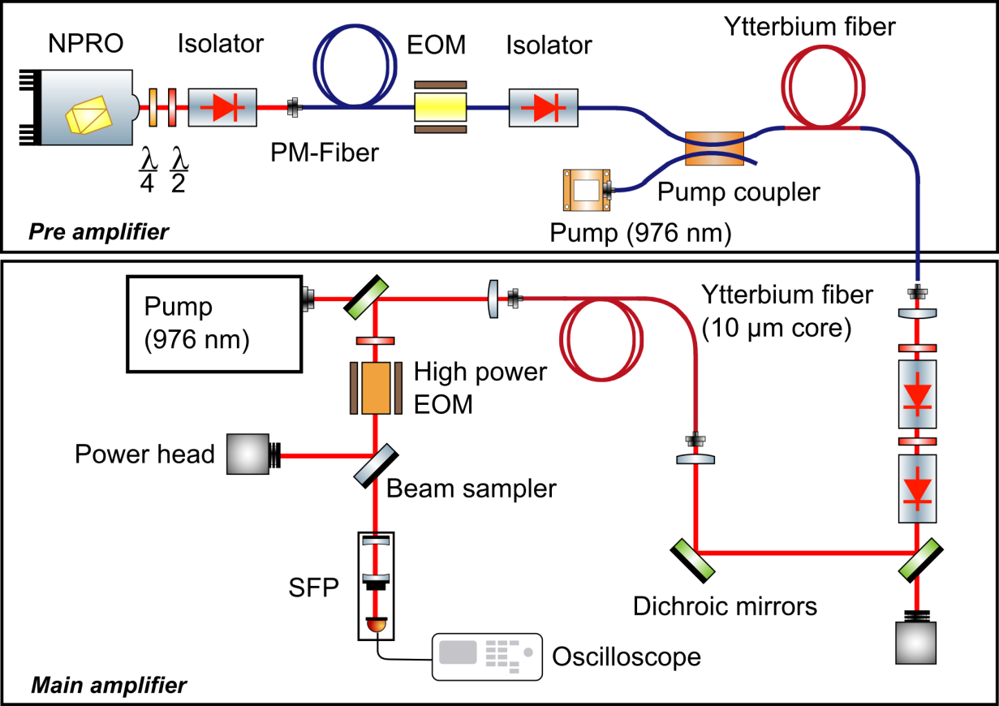 NPRO
Isolator
EOM
Isolator
Ytterbium fiber
λ
4
λ
2
PM-Fiber
Pump coupler
Pump (976 nm)
Pre amplifier
Pump
(976 nm)
Ytterbium fiber
(10 µm core)
High power
EOM
Power head
Beam sampler
SFP
Dichroic mirrors
Oscilloscope
Main amplifier